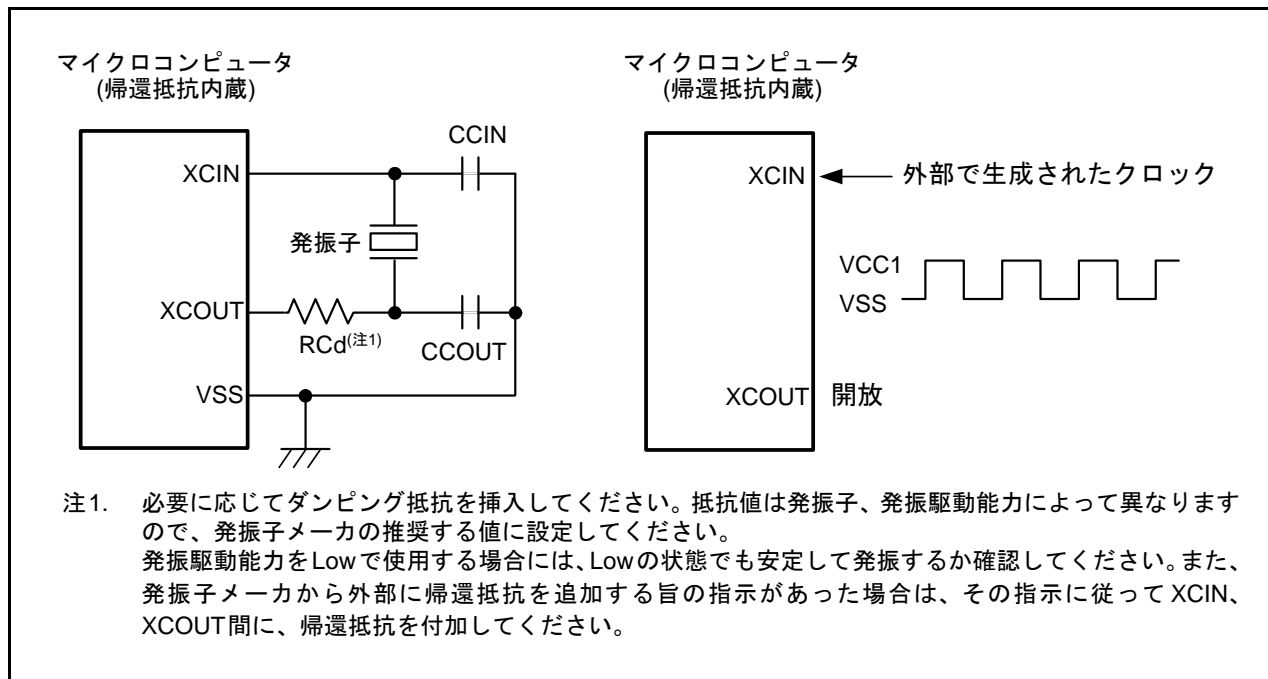 マイクロコンピュータ
(帰還抵抗内蔵)
CCIN
XCIN
発振子
XCOUT
RCd(注1)
CCOUT
VSS
マイクロコンピュータ
(帰還抵抗内蔵)
XCIN
外部で生成されたクロック
VCC1
VSS
XCOUT
開放
注1. 必要に応じてダンピング抵抗を挿入してください。抵抗値は発振子、発振駆動能力によって異なります
ので、発振子メーカの推奨する値に設定してください。
発振駆動能力をLowで使用する場合には、Lowの状態でも安定して発振するか確認してください。また、
発振子メーカから外部に帰還抵抗を追加する旨の指示があった場合は、その指示に従って XCIN、
XCOUT間に、帰還抵抗を付加してください。